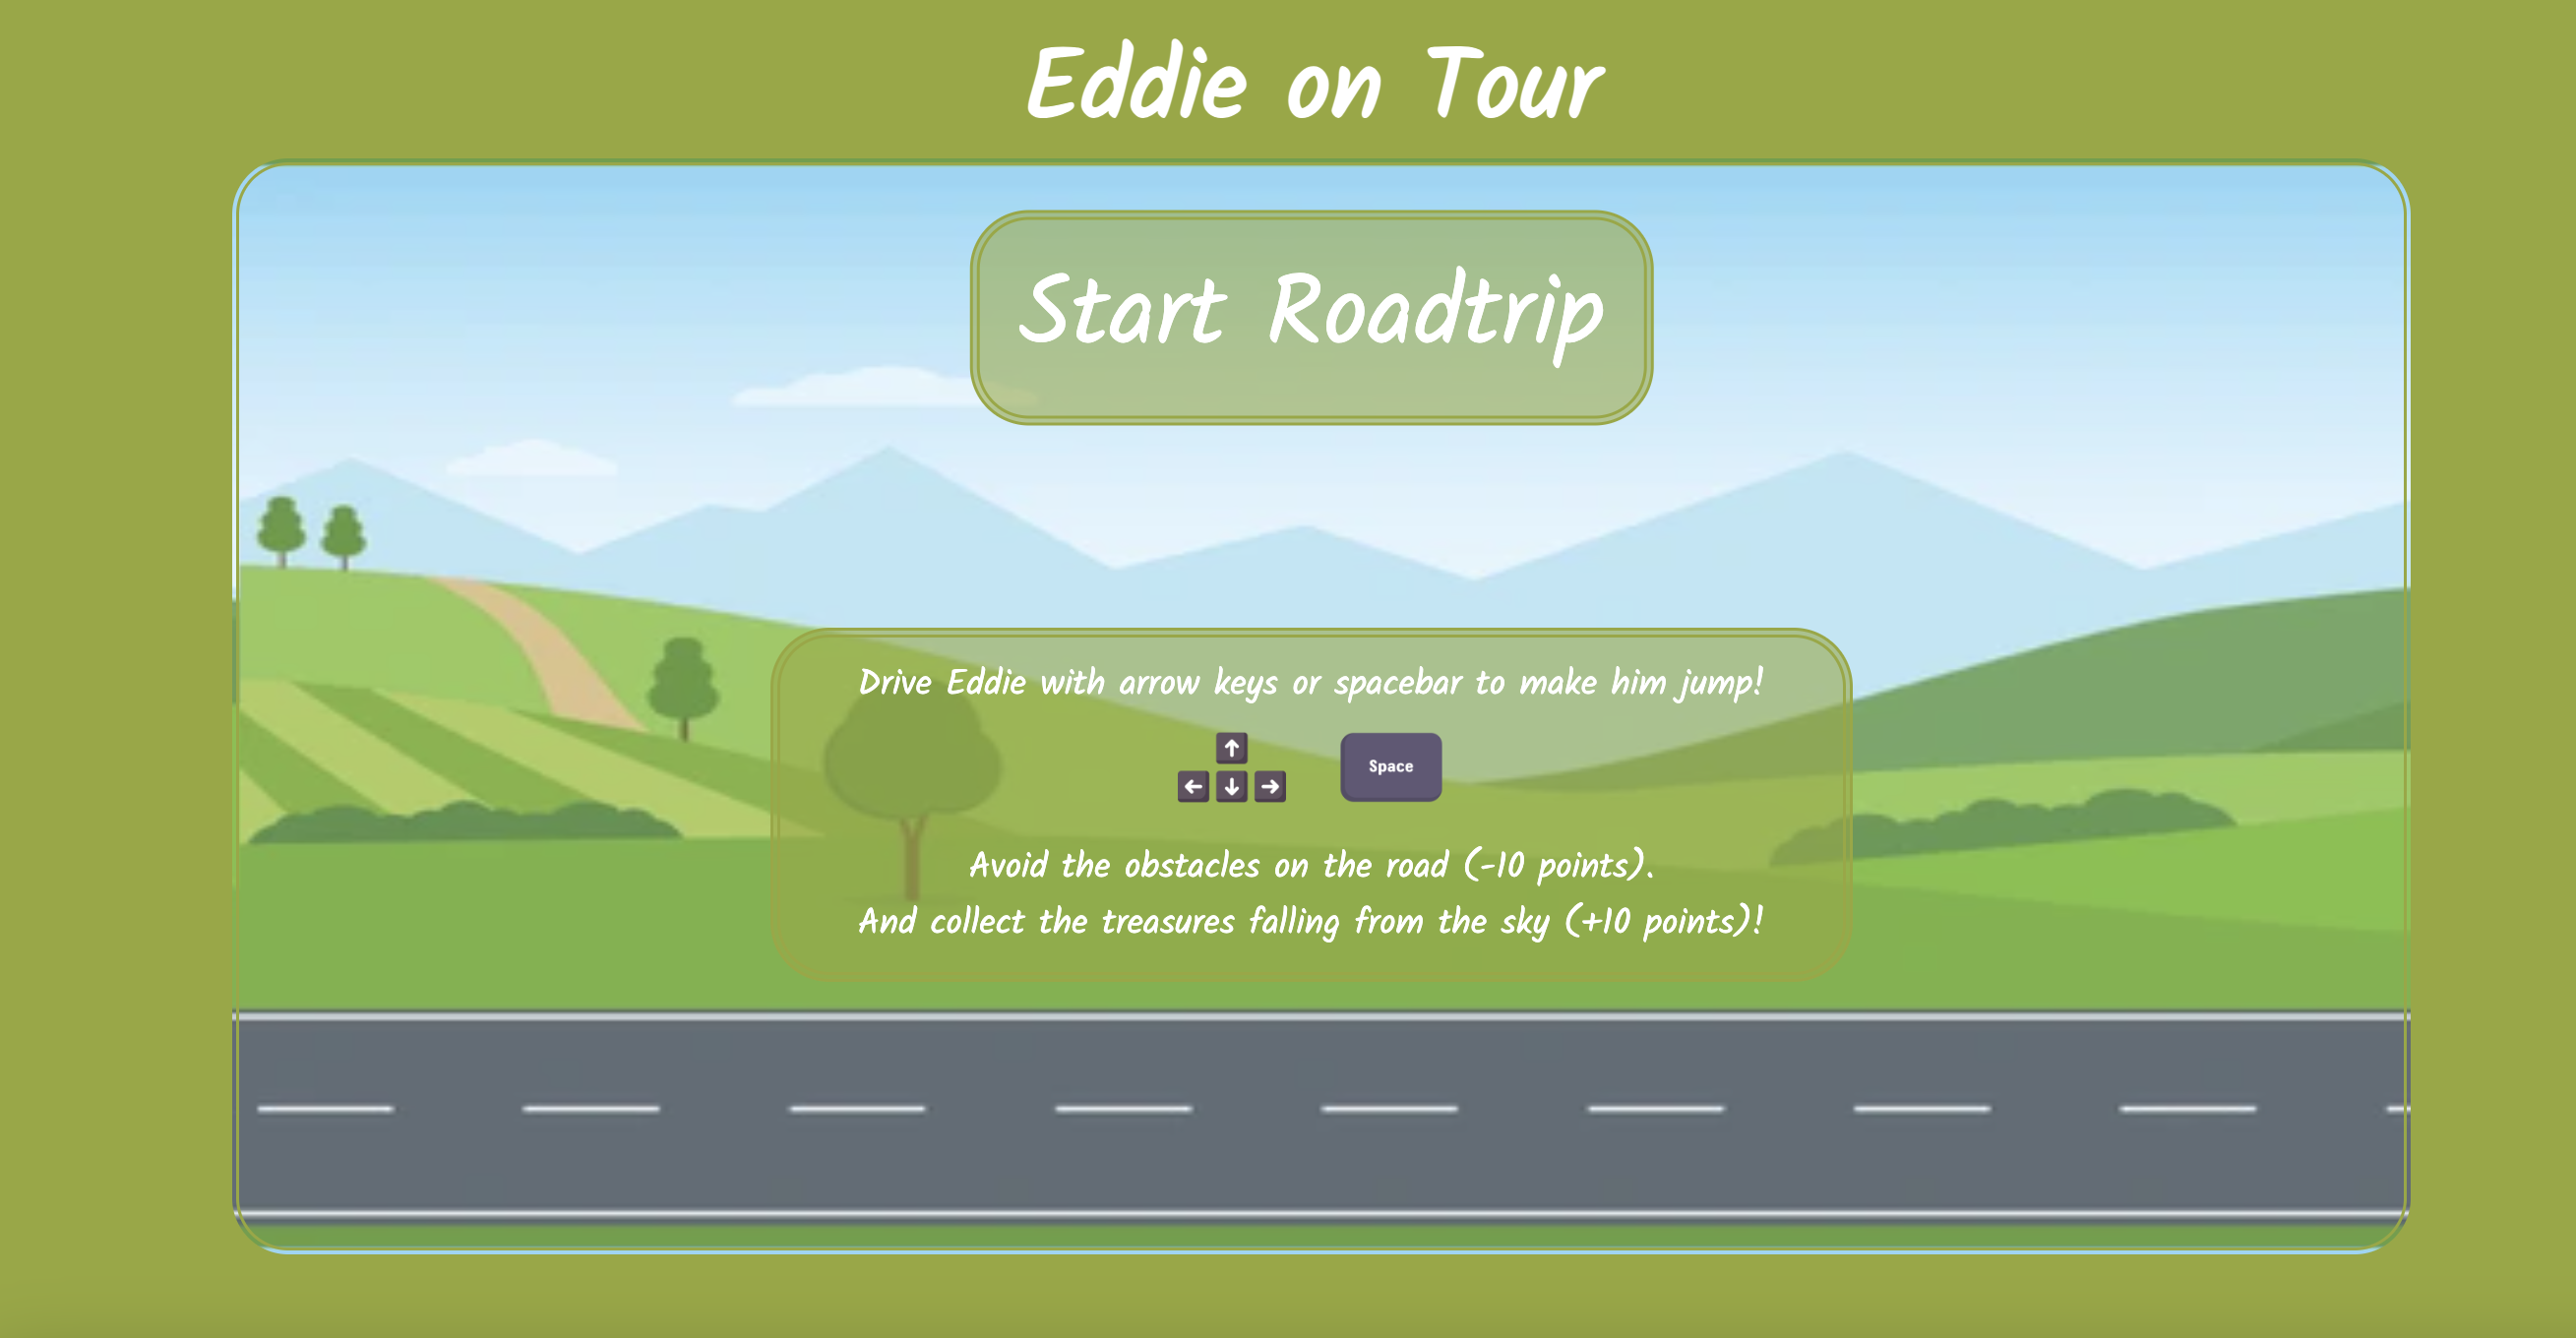 Eddie on Tour
Start Roadtrip
Drive Eddie with arrow keys or spacebar to make him jump!
Space
Avoid the obstacles on the road (-10 points).
And collect the treasures falling from the sky (+10 points)!